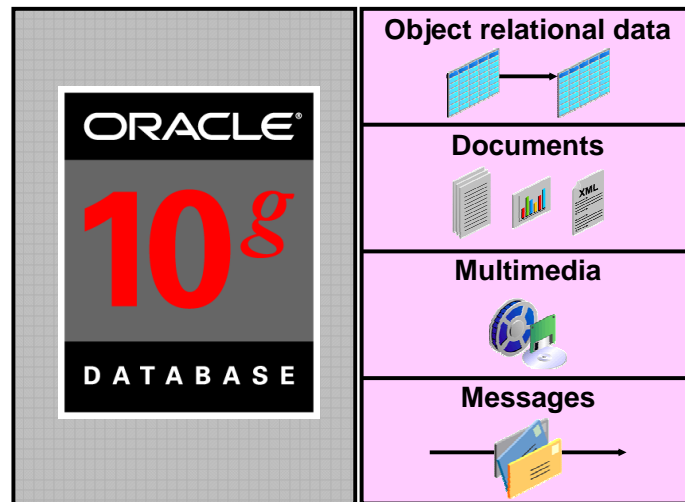 ORACLE®
10g
DATABASE
Object relational data
Documents
XML
Multimedia
Messages